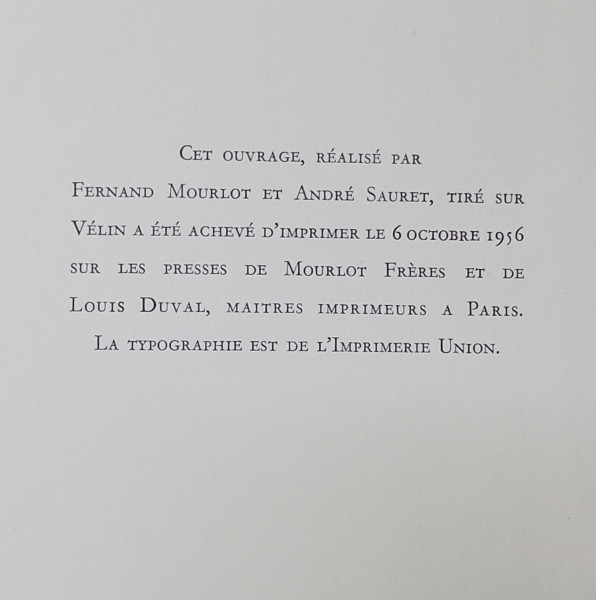 Cet ouvrage, réalisé par
Fernand Mourlot et André Sauret, tiré sur
Vélin a été achevé d'imprimer le 6 octobre 1956
sur les presses de Mourlot Frères et de
Louis Duval, maitres imprimeurs a Paris.
La typographie est de l'Imprimerie Union.